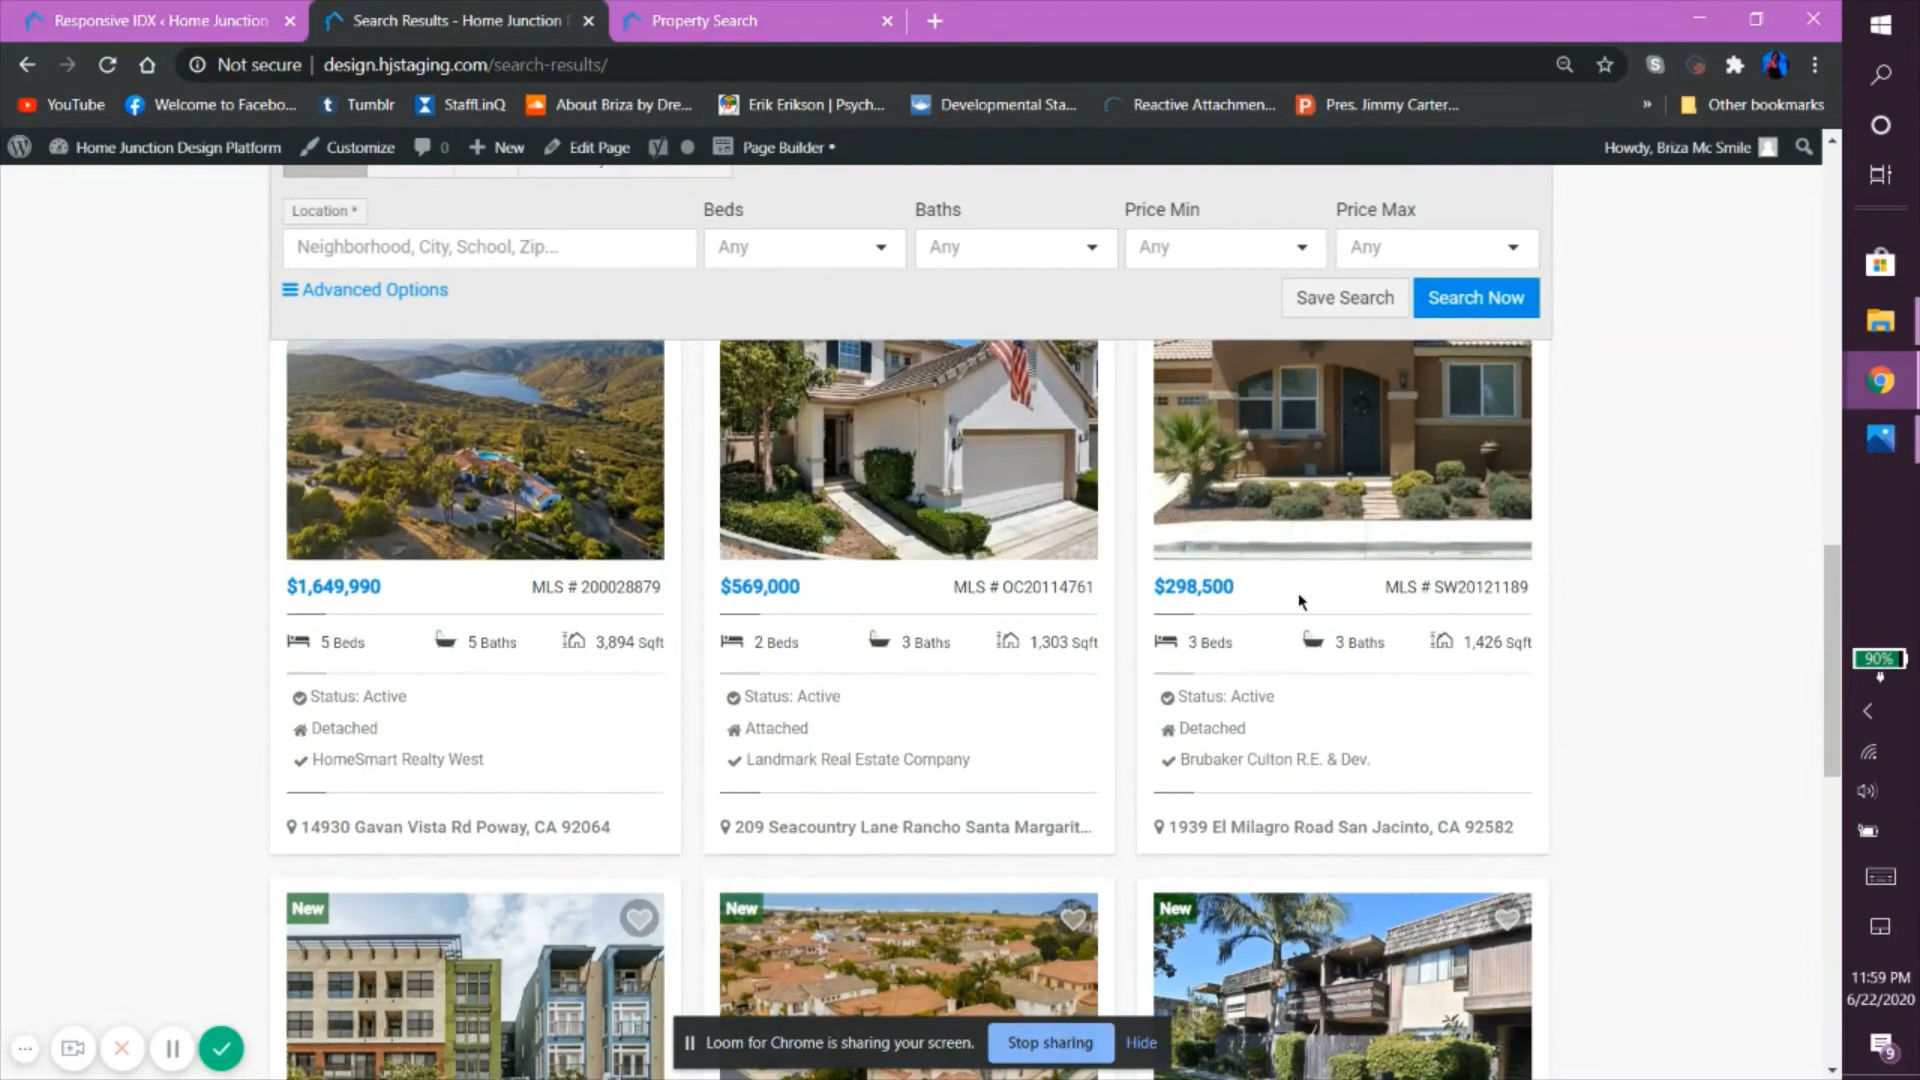 Responsive IDX ‹ Home Junction
Search Results - Home Junction
Property Search
Not secure | design.hjstaging.com/search-results/
YouTube
Welcome to Facebo...
Tumblr
StaffLinQ
About Briza by Dre...
Erik Erikson | Psych...
Developmental Sta...
Reactive Attachmen...
Pres. Jimmy Carter...
»
Other bookmarks
Home Junction Design Platform
Customize
0
New
Edit Page
Page Builder •
Howdy, Briza Mc Smile
Location *
Beds
Baths
Price Min
Price Max
Neighborhood, City, School, Zip...
Any
Any
Any
Any
Advanced Options
Save Search
Search Now
$1,649,990
MLS # 200028879
5 Beds
5 Baths
3,894 Sqft
Status: Active
Detached
HomeSmart Realty West
14930 Gavan Vista Rd Poway, CA 92064
$569,000
MLS # OC20114761
2 Beds
3 Baths
1,303 Sqft
Status: Active
Attached
Landmark Real Estate Company
209 Seacountry Lane Rancho Santa Margarit...
$298,500
MLS # SW20121189
3 Beds
3 Baths
1,426 Sqft
Status: Active
Detached
Brubaker Culton R.E. & Dev.
1939 El Milagro Road San Jacinto, CA 92582
New
New
New
Loom for Chrome is sharing your screen.
Stop sharing
Hide
90%
11:59 PM
6/22/2020
9